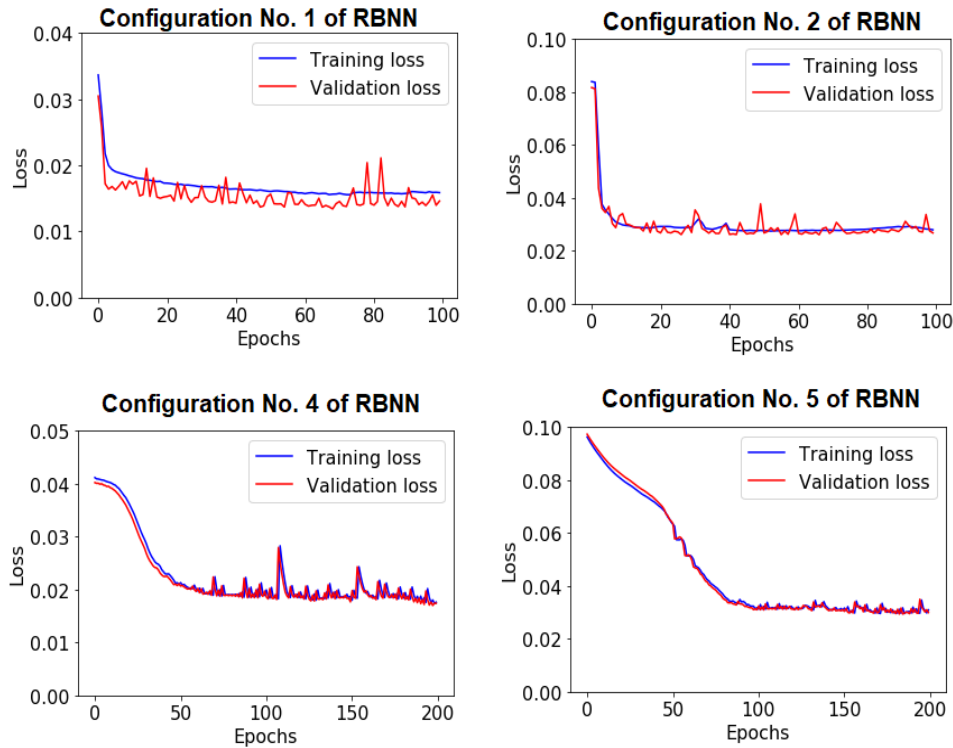 Configuration No. 1 of RBNN
0.04
0.03
0.02
0.01
0.00
Loss
Training loss
Validation loss
0 20 40 60 80 100
Epochs
Configuration No. 2 of RBNN
0.10
0.08
0.06
0.04
0.02
0.00
Loss
Training loss
Validation loss
0 20 40 60 80 100
Epochs
Configuration No. 4 of RBNN
0.05
0.04
0.03
0.02
0.01
0.00
Loss
Training loss
Validation loss
0 50 100 150 200
Epochs
Configuration No. 5 of RBNN
0.10
0.08
0.06
0.04
0.02
0.00
Loss
Training loss
Validation loss
0 50 100 150 200
Epochs